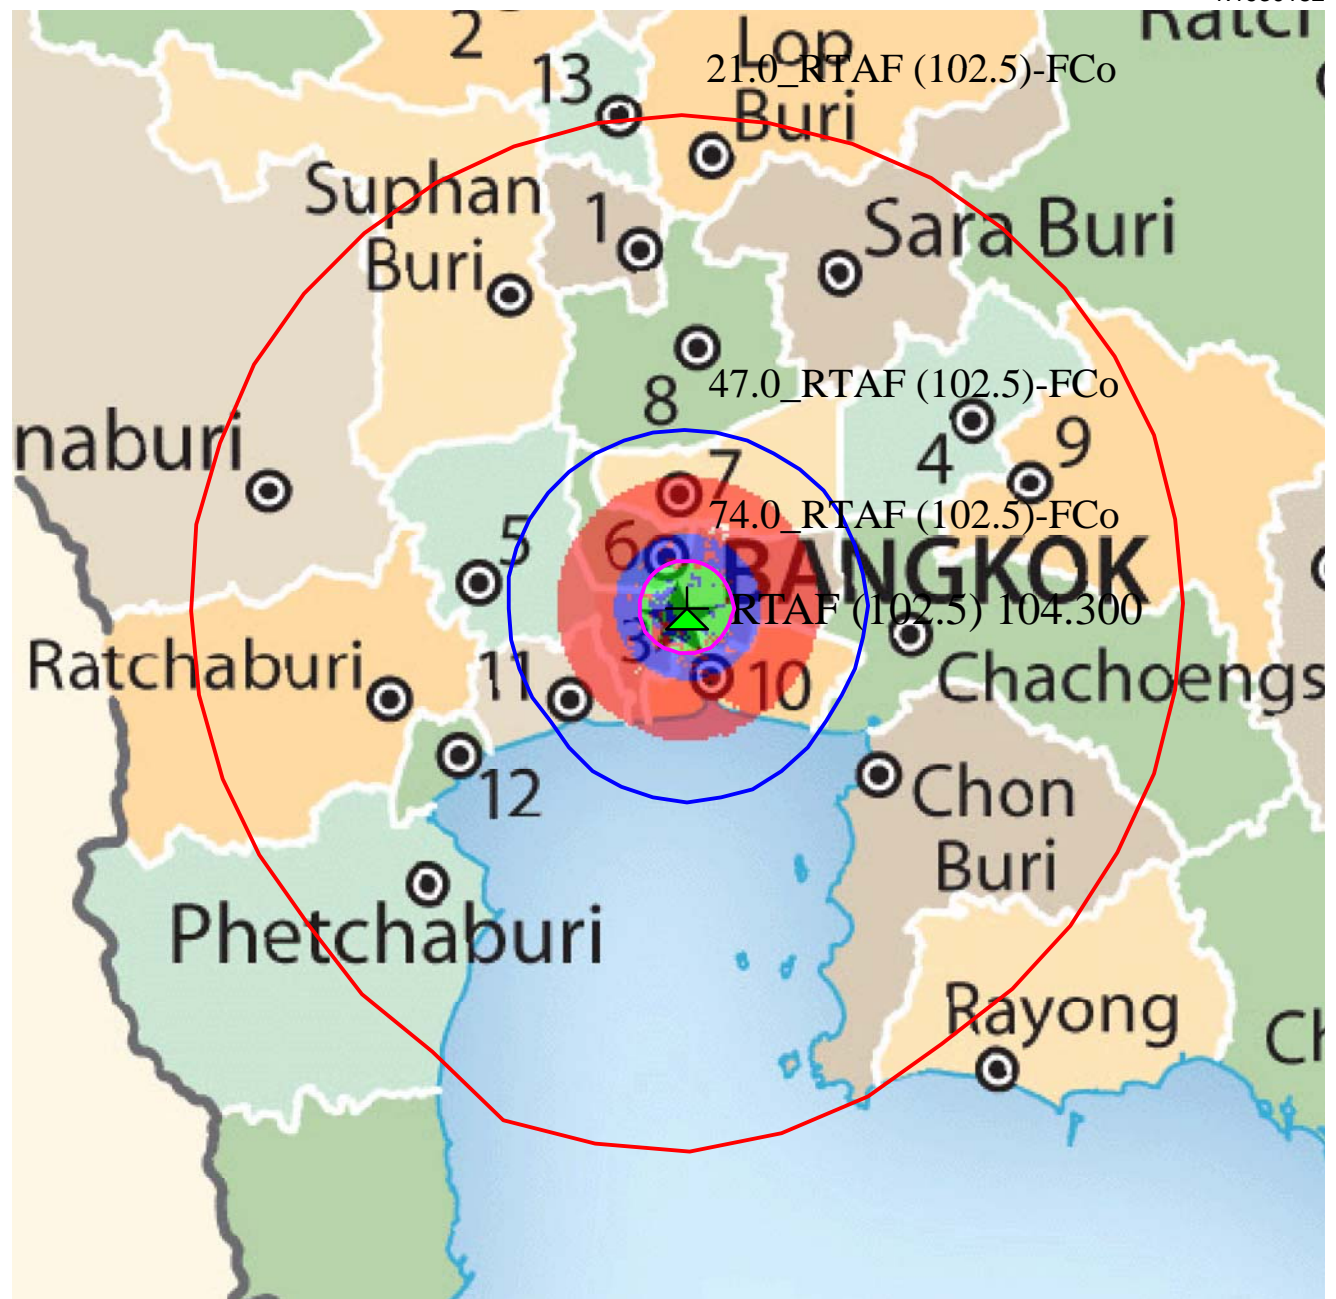 2
13
Lop
Buri
21.0_RTAF (102.5)-FCo
Suphan
Buri
1
Sara Buri
8
47.0_RTAF (102.5)-FCo
naburi
7
4
9
5
6
74.0_RTAF (102.5)-FCo
BANGKOK
RTAF (102.5) 104.300
3
Ratchaburi
11
10
Chachoengs
12
Chon
Buri
Phetchaburi
Rayong
Ch